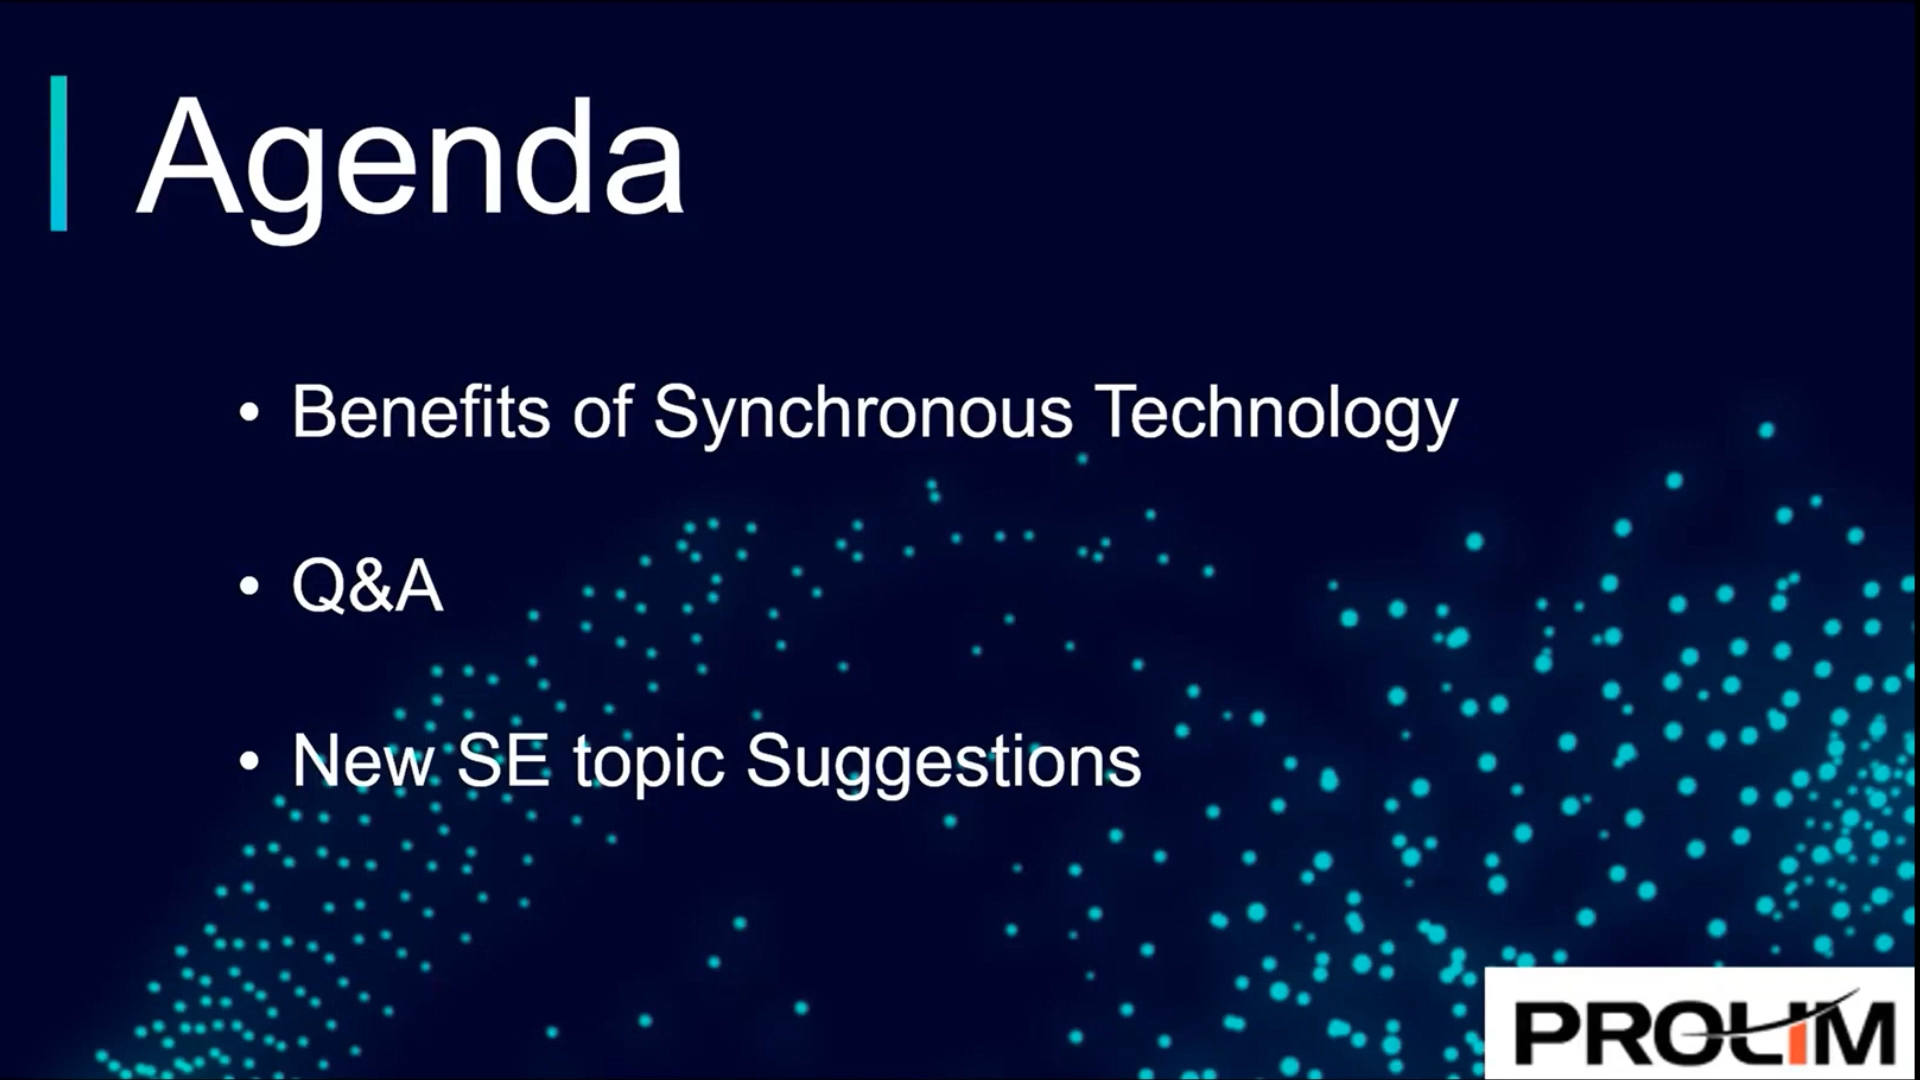 Agenda
• Benefits of Synchronous Technology
• Q&A
• New SE topic Suggestions
PROLIM